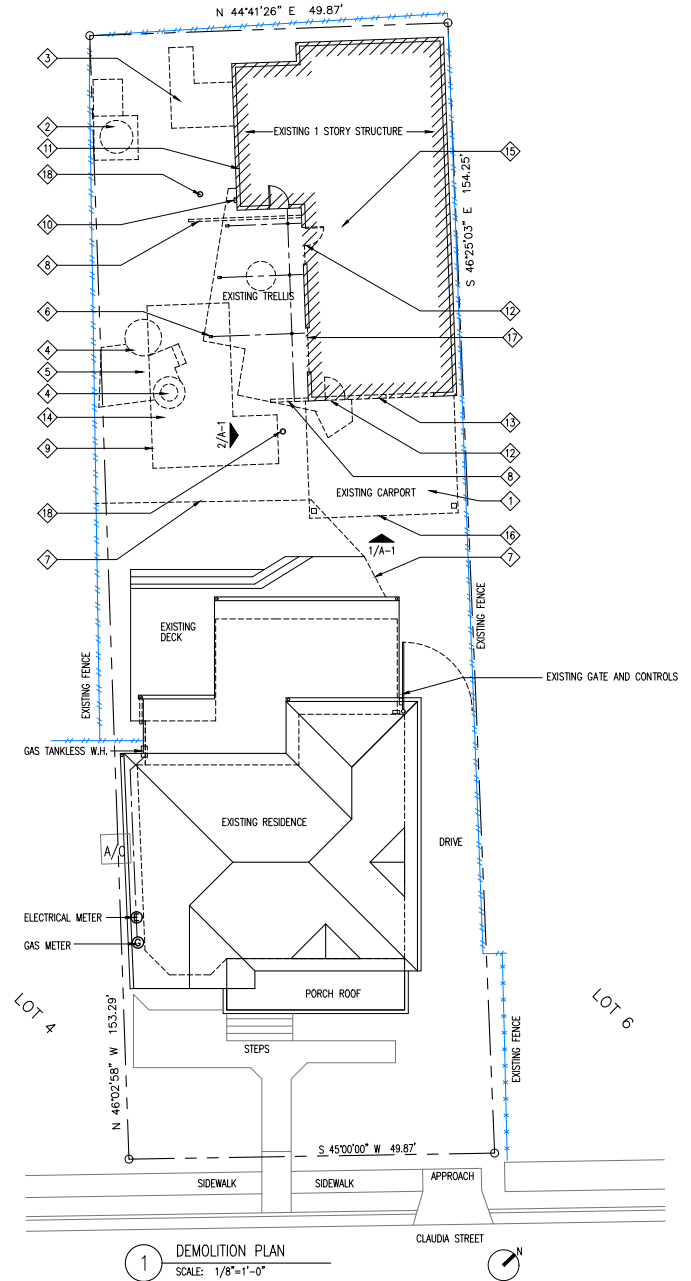 N 44°41'26" E 49.87'
3
2
11
18
10
8
6
4
5
4
14
9
18
7
EXISTING 1 STORY STRUCTURE
15
S 46°25'03" E 154.25'
EXISTING TRELLIS
12
17
13
12
8
2/A-1
EXISTING CARPORT
1
16
1/A-1
7
EXISTING DECK
EXISTING FENCE
EXISTING FENCE
EXISTING GATE AND CONTROLS
GAS TANKLESS W.H.
EXISTING RESIDENCE
A/C
DRIVE
ELECTRICAL METER
E
GAS METER
G
PORCH ROOF
LOT 4
LOT 6
N 46°02'58" W 153.29'
STEPS
EXISTING FENCE
S 45°00'00" W 49.87'
SIDEWALK
SIDEWALK
APPROACH
CLAUDIA STREET
1
DEMOLITION PLAN
SCALE: 1/8"=1'-0"
N